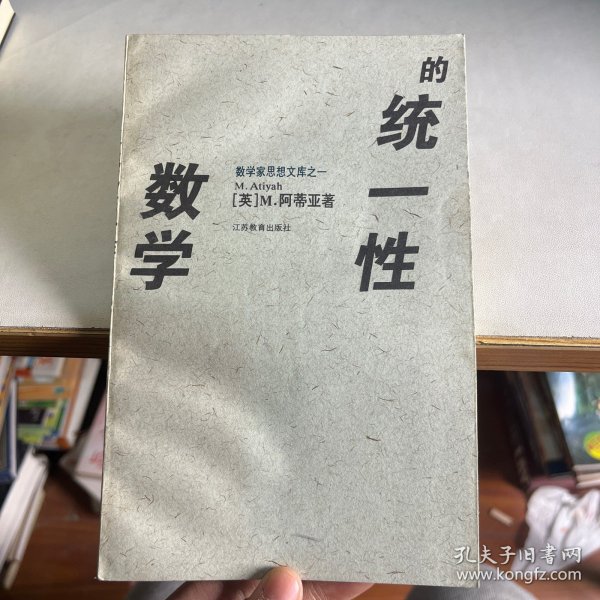 数学
的统一性
数学家思想文库之一
M. Atiyah
[英]M.阿蒂亚著
江苏教育出版社
孔夫子旧书网
www.kongfz.com